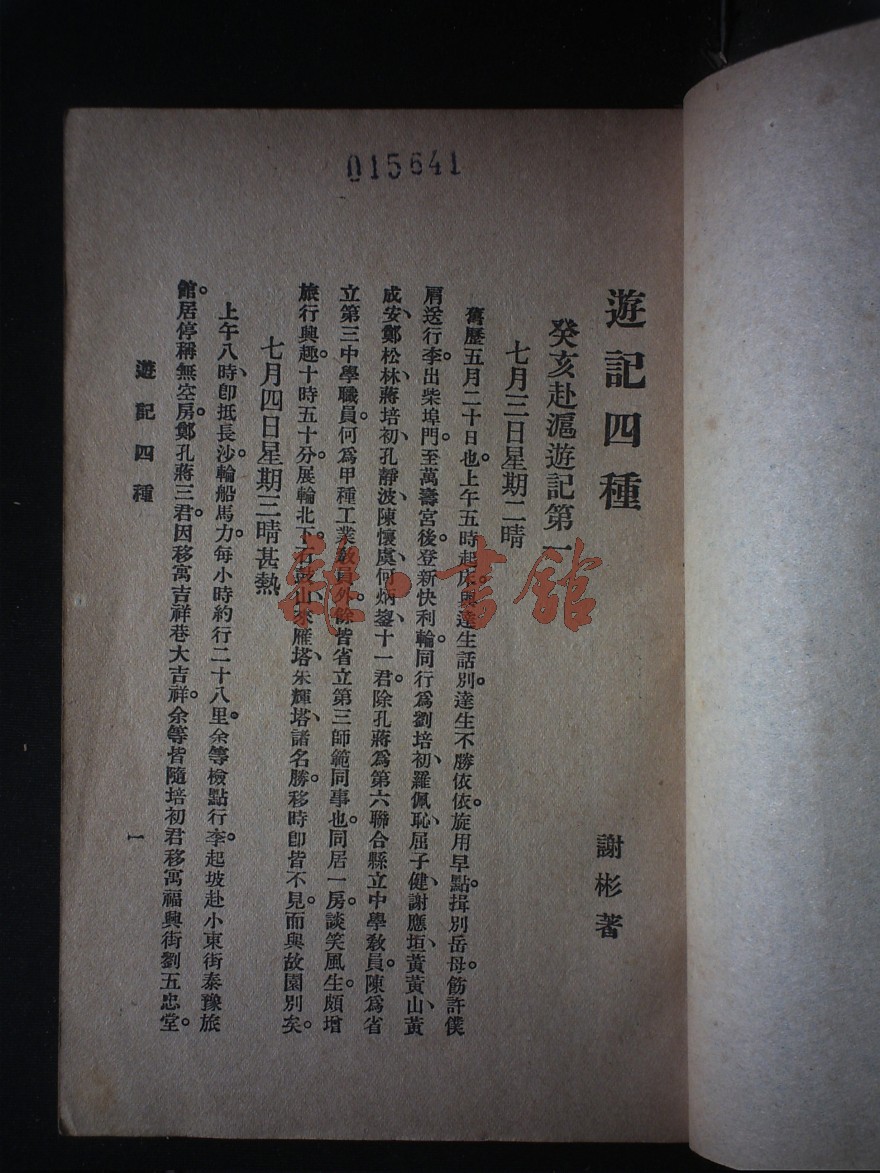 015641
遊記四種
謝彬著
癸亥赴滬遊記第一
七月三日星期二晴
舊歷五月二十日也。上午五時起床。與達生話別。達生不勝依依。旋用早點。揖別岳母。飭許僕
肩送行李出柴埠門。至萬壽宮後。登新快利輪。同行爲劉培初、羅佩恥、屈子健、謝應垣、黃黃山、黃
成安、鄭松林、蔣培初、孔靜波、陳懷虞、何炳鋆十一君。除孔蔣爲第六聯合縣立中學敎員。陳爲省
立第三中學職員。何爲甲種工業敎員外。餘皆省立第三師範同事也。同居一房。談笑風生。頗增
旅行興趣。十時五十分。展輪北下。石鼓山、來雁塔、朱輝塔、諸名勝。移時卽皆不見。而與故園別矣。
七月四日星期三晴甚熱
上午八時、卽抵長沙。輪船馬力。每小時約行二十八里。余等檢點行李。起坡赴小東街泰豫旅
館。居停稱無空房。鄭孔蔣三君。因移寓吉祥巷大吉祥。余等皆隨培初君移寓福興街劉五忠堂。
遊記四種
一
雜·書館